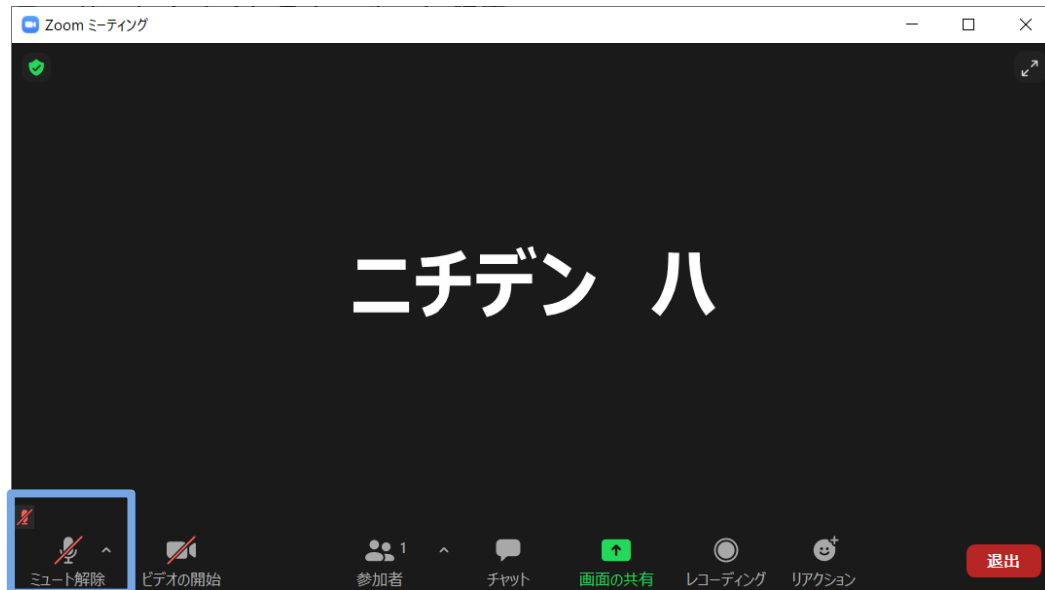 Zoom ミーティング
ニチデン 八
1
ミュート解除 ビデオの開始 参加者 チャット 画面の共有 レコーディング リアクション 退出